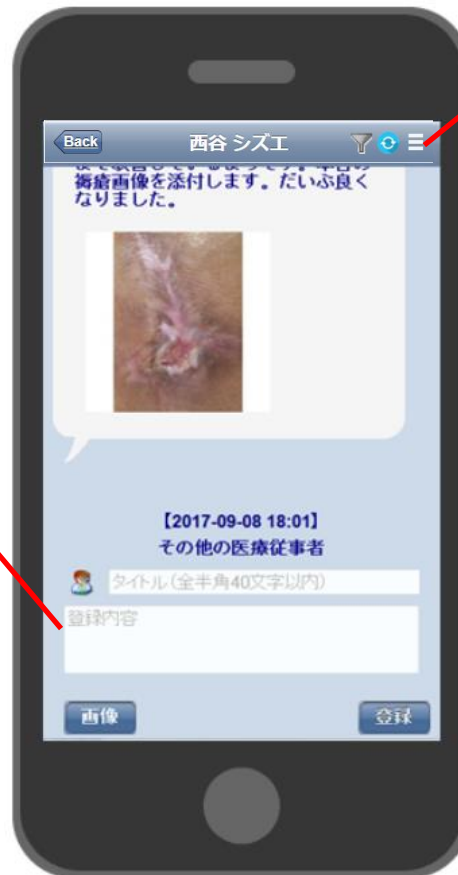 Back
西谷 シズエ
褥瘡画像を添付します。だいぶ良く
なりました。
【2017-09-08 18:01】
その他の医療従事者
タイトル(全半角40文字以内)
登録内容
画像
登録